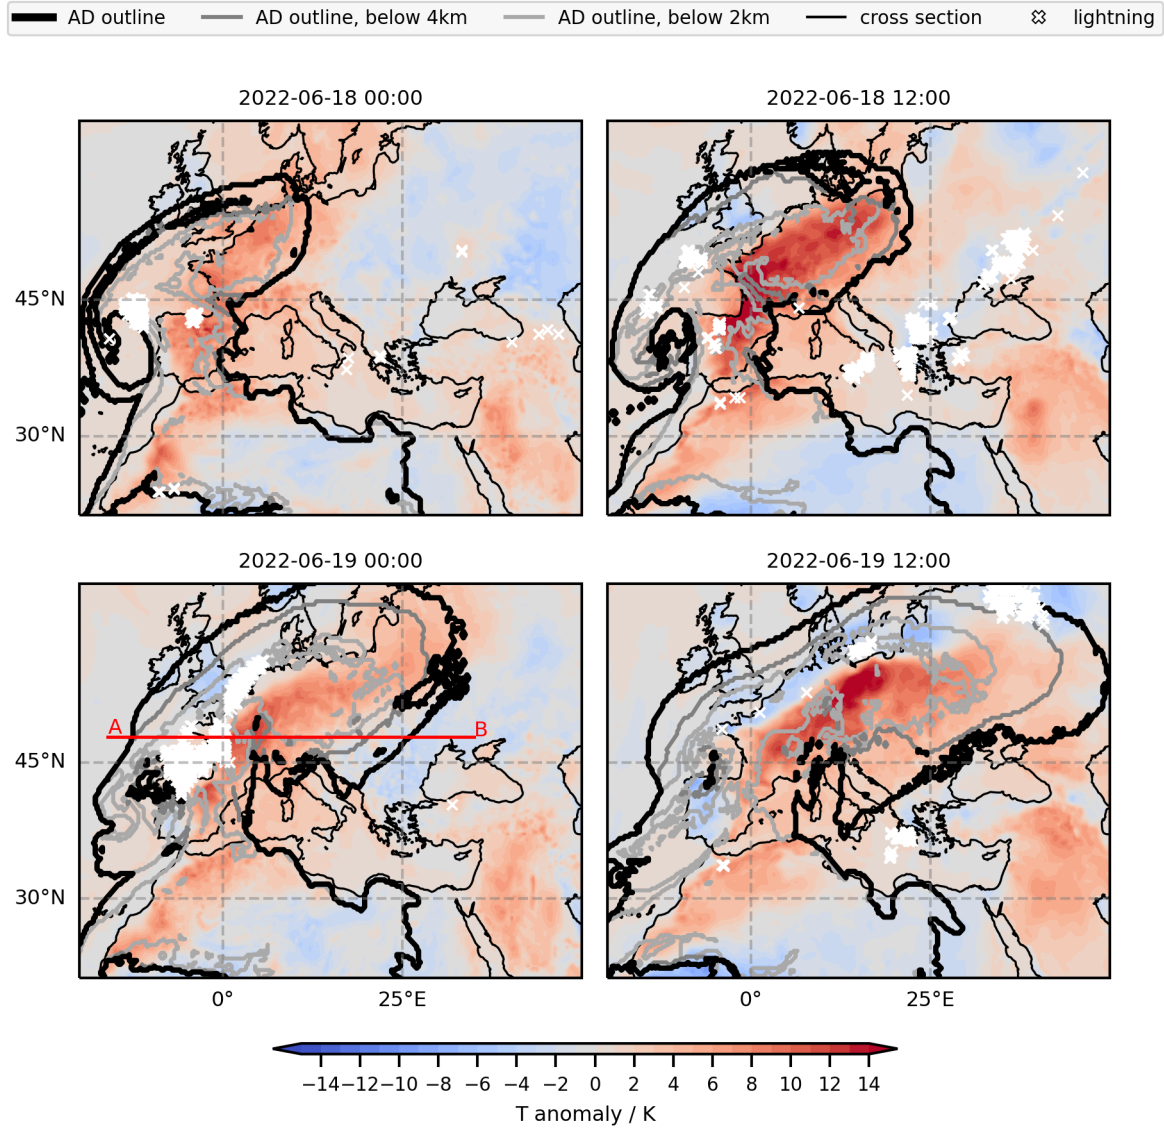 AD outline AD outline, below 4km AD outline, below 2km cross section lightning
2022-06-18 00:00 2022-06-18 12:00
45°N
30°N
2022-06-19 00:00 2022-06-19 12:00
A B
45°N
30°N
0° 25°E 0° 25°E
−14 −12 −10 −8 −6 −4 −2 0 2 4 6 8 10 12 14
T anomaly / K